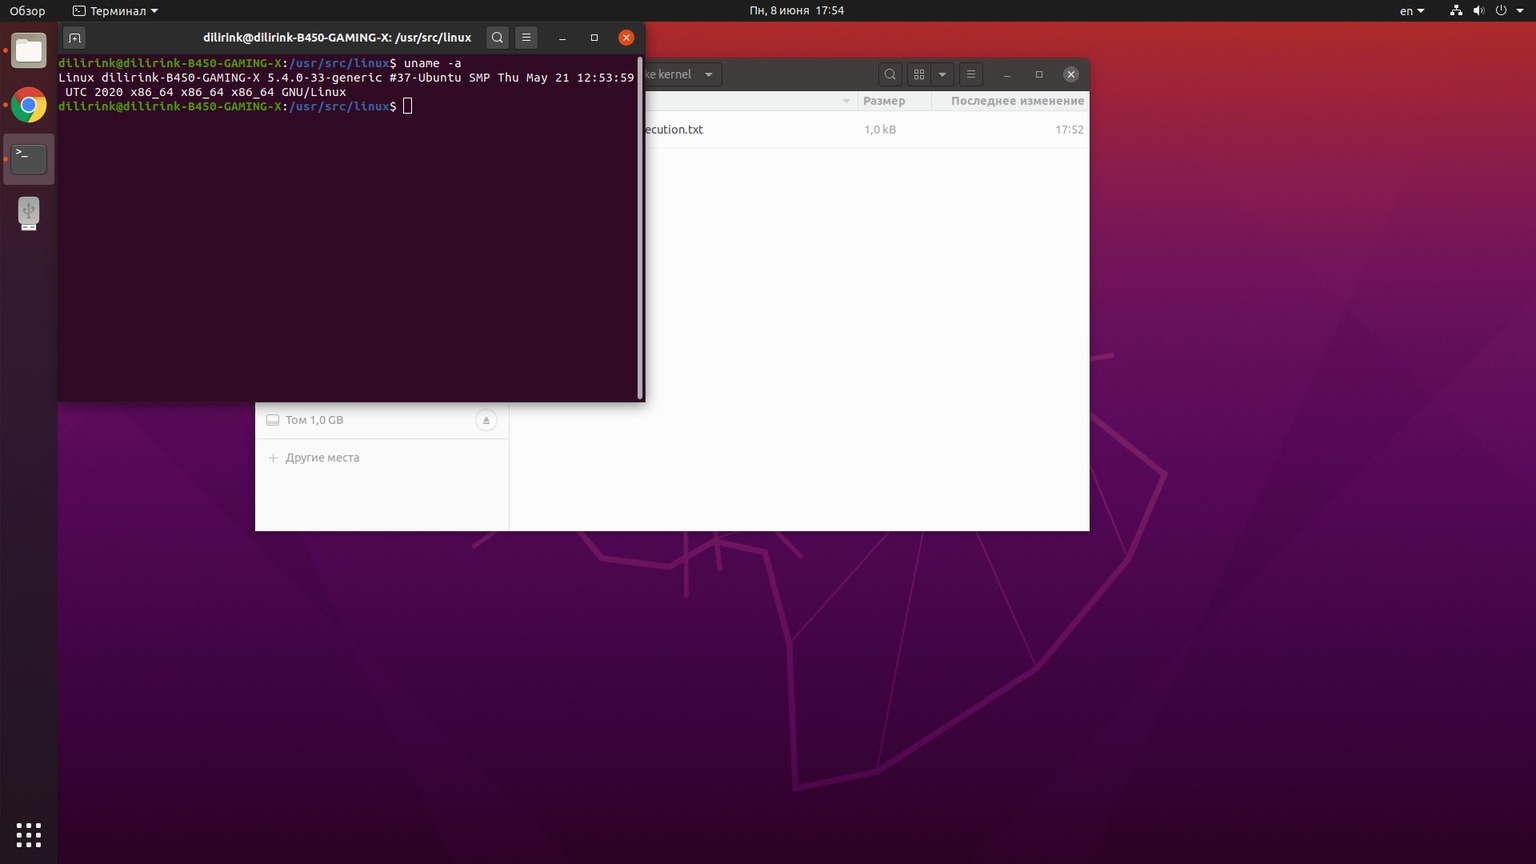 Обзор
Терминал
Пн, 8 июня 17:54
en
dilirink@dilirink-B450-GAMING-X: /usr/src/linux
dilirink@dilirink-B450-GAMING-X:/usr/src/linux$ uname -a
Linux dilirink-B450-GAMING-X 5.4.0-33-generic #37-Ubuntu SMP Thu May 21 12:53:59
UTC 2020 x86_64 x86_64 x86_64 GNU/Linux
dilirink@dilirink-B450-GAMING-X:/usr/src/linux$
ke kernel
Размер
Последнее изменение
ecution.txt
1,0 kB
17:52
Том 1,0 GB
Другие места